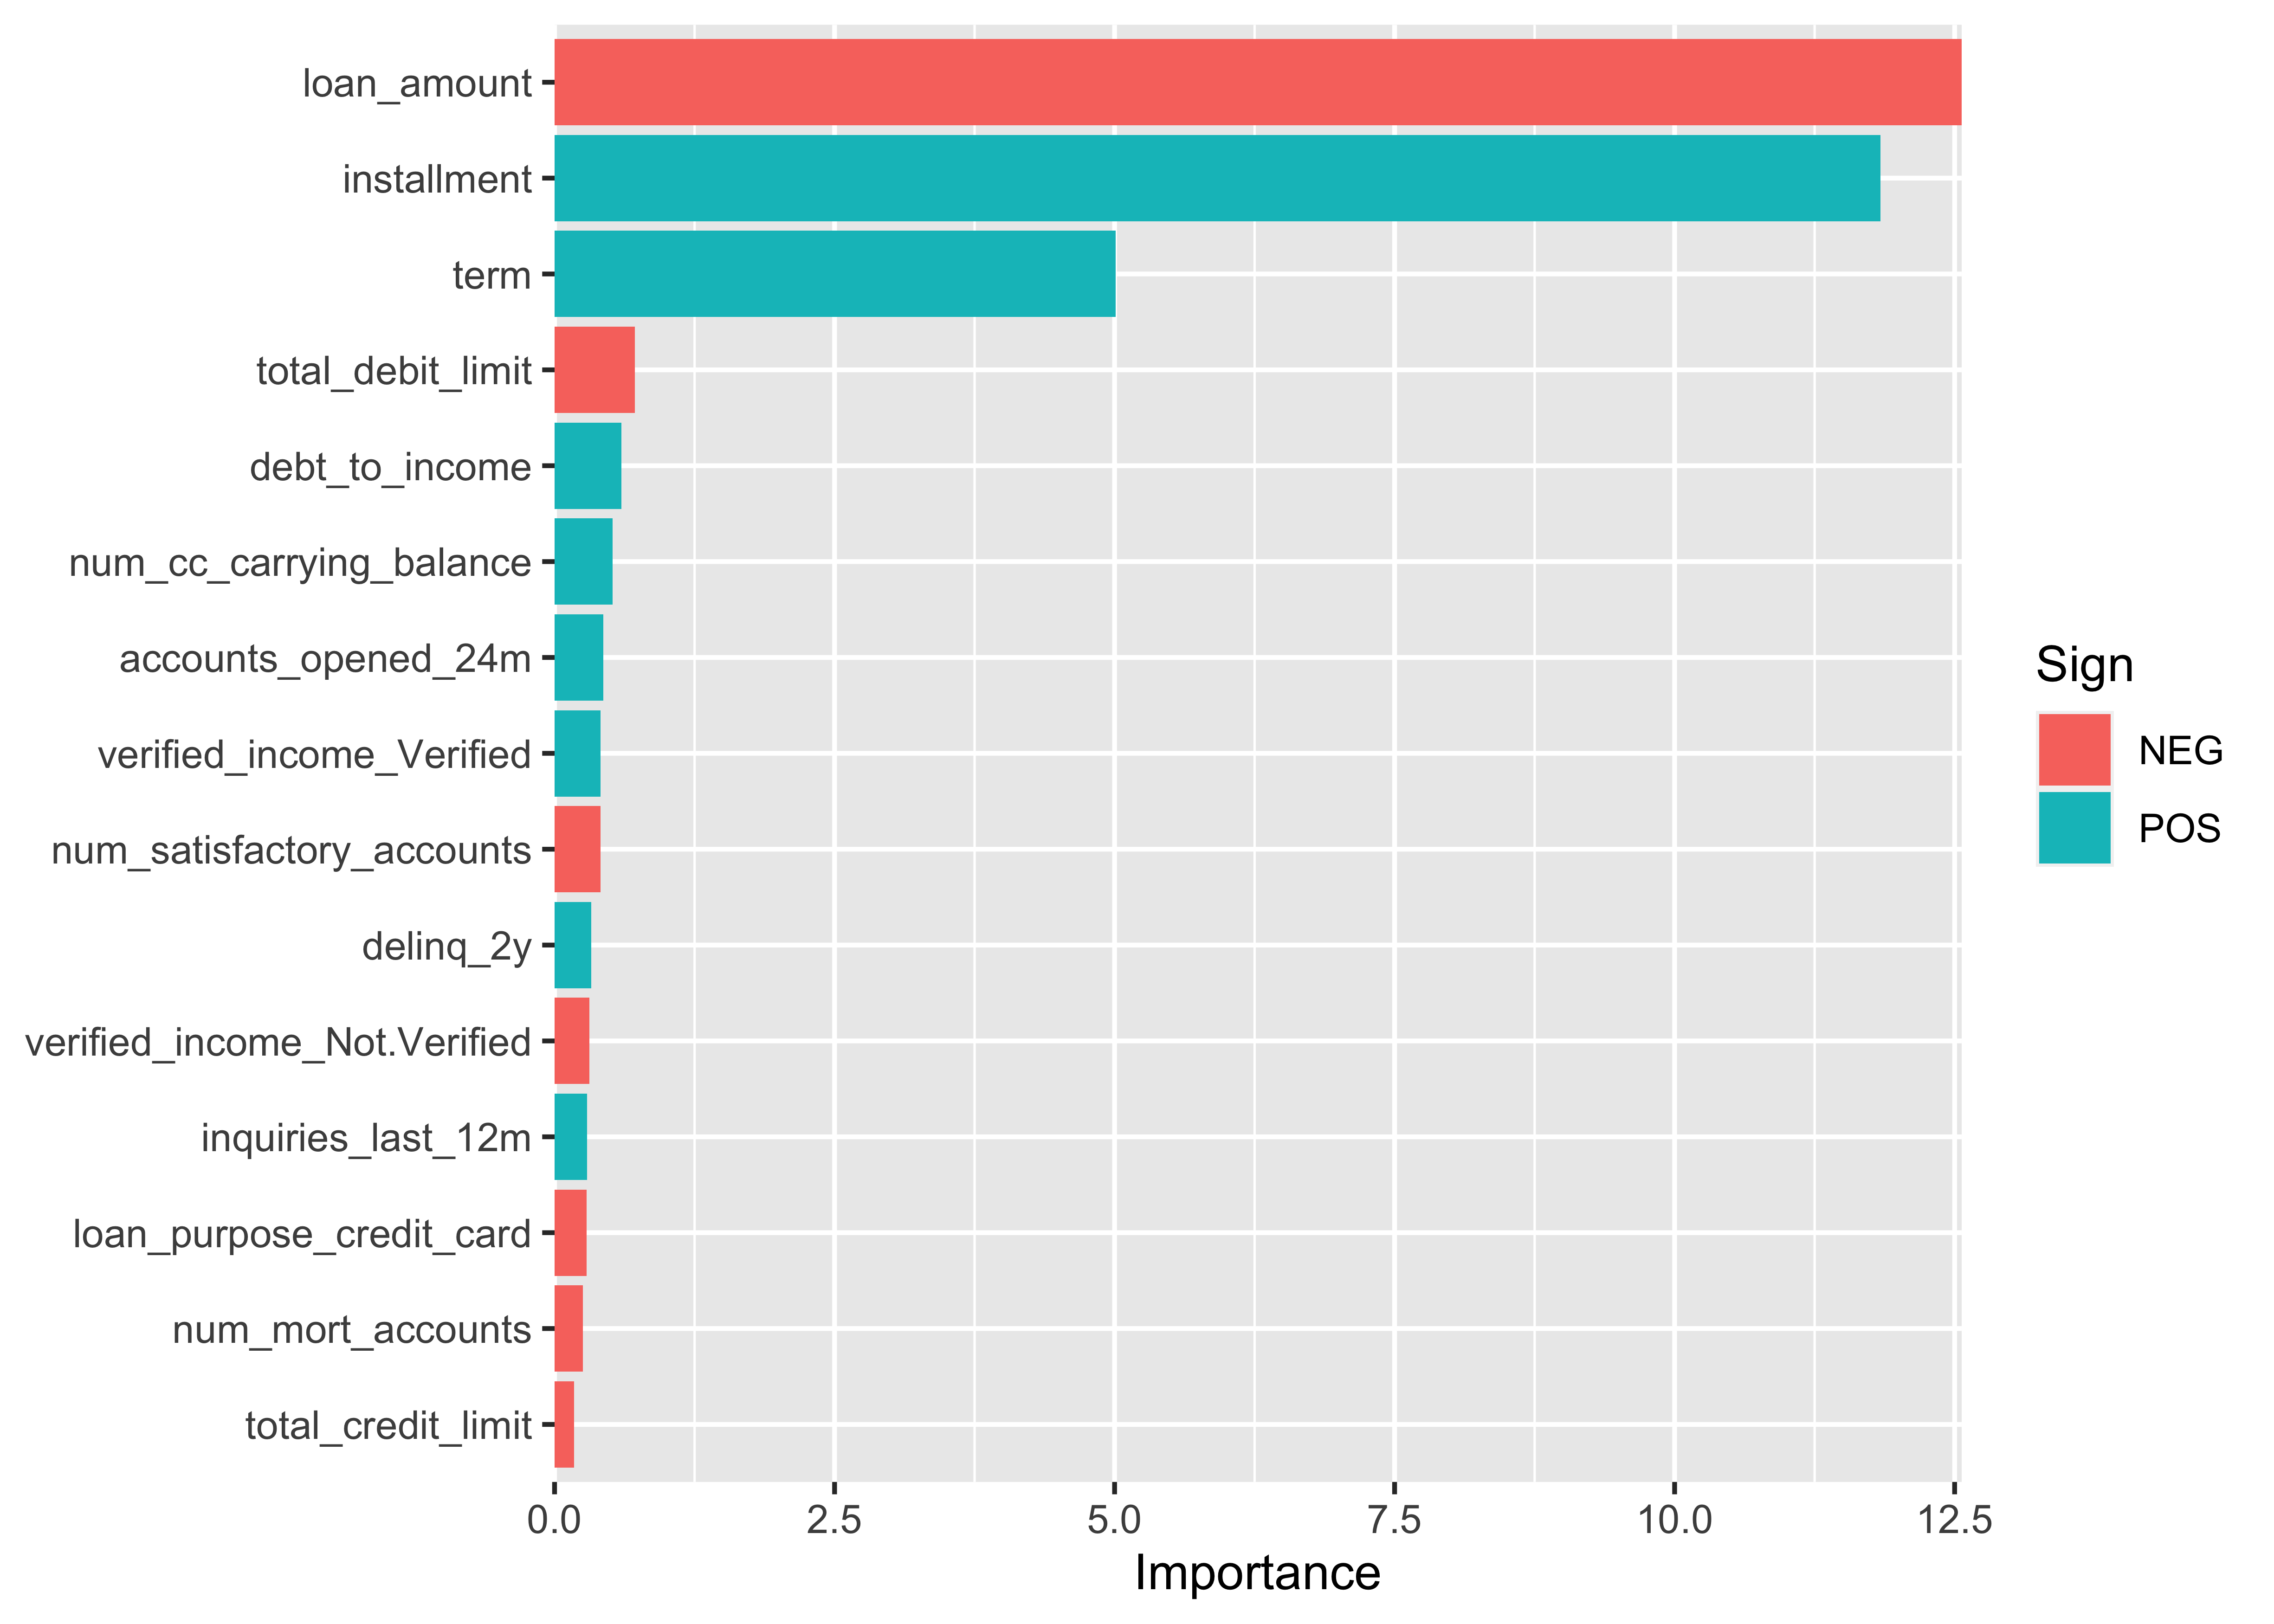 loan_amount
installment
term
total_debit_limit
debt_to_income
num_cc_carrying_balance
accounts_opened_24m
verified_income_Verified
num_satisfactory_accounts
delinq_2y
verified_income_Not.Verified
inquiries_last_12m
loan_purpose_credit_card
num_mort_accounts
total_credit_limit
0.0 2.5 5.0 7.5 10.0 12.5
Importance
Sign
NEG
POS